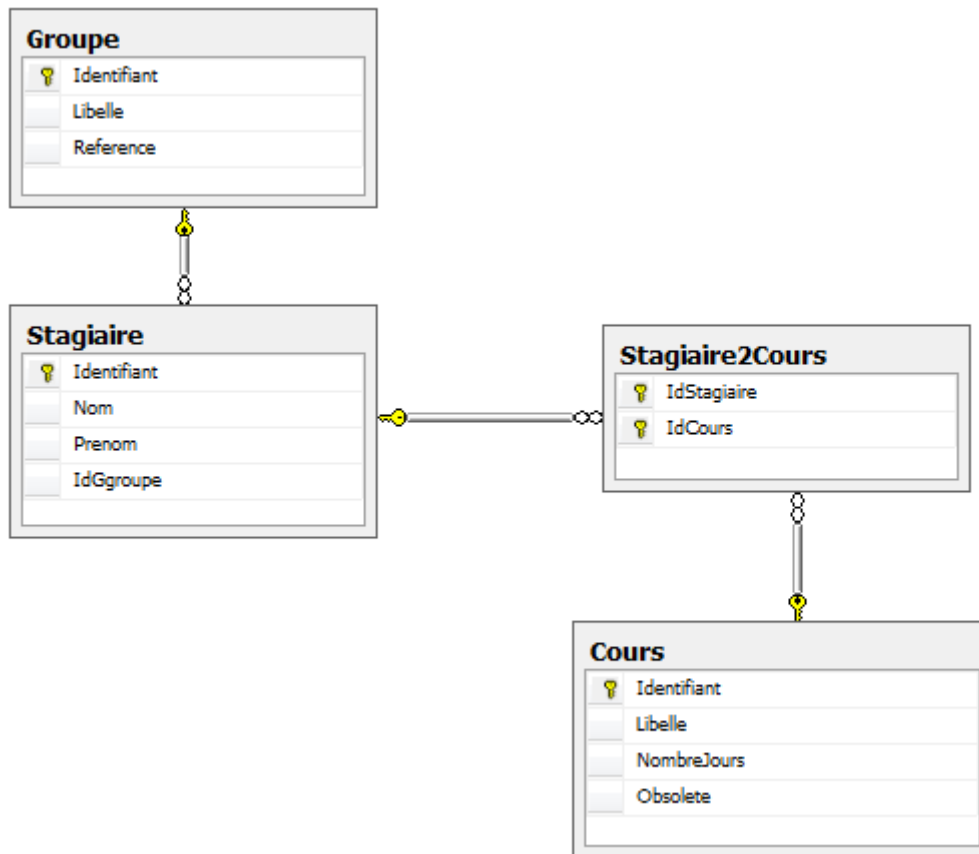 Groupe
Identifiant
Libelle
Reference
Stagiaire
Identifiant
Nom
Prenom
IdGgroupe
Stagiaire2Cours
IdStagiaire
IdCours
Cours
Identifiant
Libelle
NombreJours
Obsolete